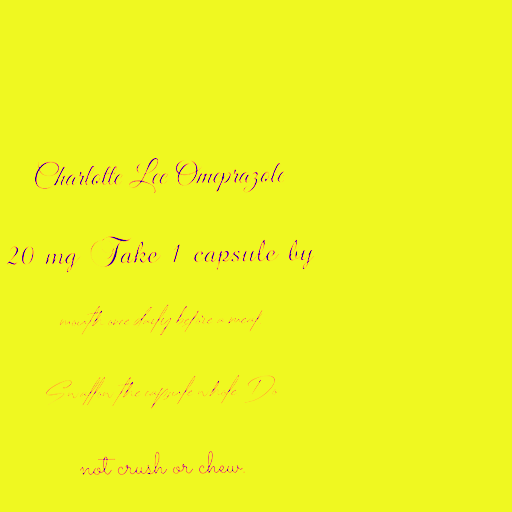 Charlotte Lee Omeprazole
20 mg Take 1 capsule by
mouth once daily before a meal
Swallow the capsule whole. Do
not crush or chew.